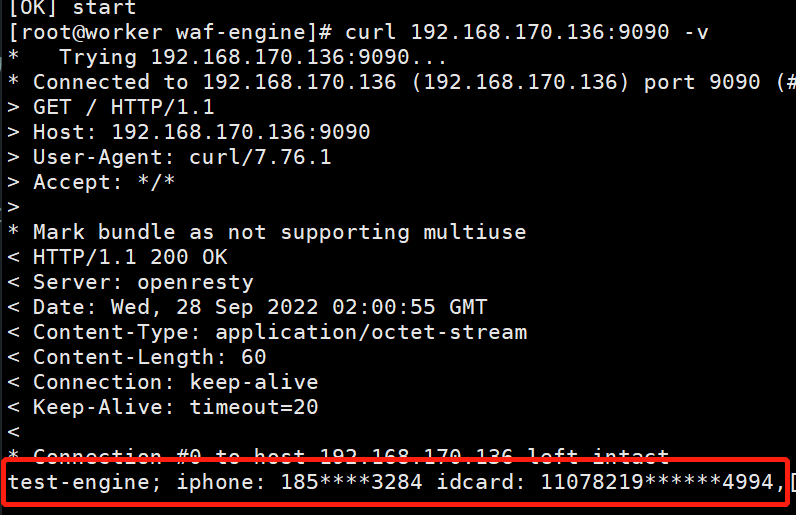 [OK] start
[root@worker waf-engine]# curl 192.168.170.136:9090 -v
*   Trying 192.168.170.136:9090...
* Connected to 192.168.170.136 (192.168.170.136) port 9090 (#
> GET / HTTP/1.1
> Host: 192.168.170.136:9090
> User-Agent: curl/7.76.1
> Accept: */*
>
* Mark bundle as not supporting multiuse
< HTTP/1.1 200 OK
< Server: openresty
< Date: Wed, 28 Sep 2022 02:00:55 GMT
< Content-Type: application/octet-stream
< Content-Length: 60
< Connection: keep-alive
< Keep-Alive: timeout=20
<
* Connection #0 to host 192.168.170.136 left intact
test-engine; iphone: 185****3284 idcard: 11078219******4994,[